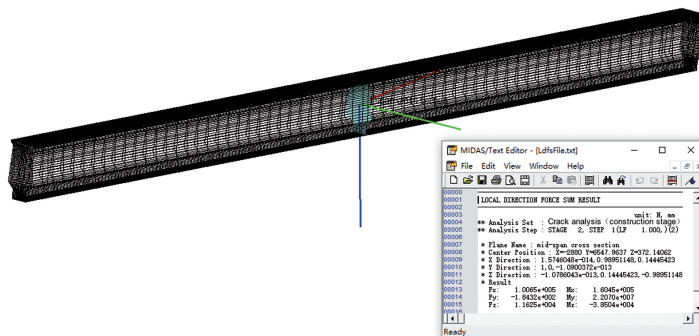 MIDAS/Text Editor - [LdfsFile.txt]
File Edit View Window Help
00000
00001 LOCAL DIRECTION FORCE SUM RESULT
00002
00003 unit: N, mm
00004 ** Analysis Set : Crack analysis（construction stage）
00005 ** Analysis Step : STAGE 2, STEP 1(LF 1.000,)(2)
00006
00007 * Plane Name : mid-span cross section
00008 * Center Position : X=-2880 Y=6547.9637 Z=372.14062
00009 * X Direction : 1.5746048e-014,0.98951148,0.14445423
00010 * Y Direction : 1,0,-1.0900372e-013
00011 * Z Direction : -1.0786043e-013,0.14445423,-0.98951148
00012 * Result
00013 Fx: 1.0065e+005 Mx: 1.6045e+005
00014 Fy: -1.8432e+002 My: 2.2070e+007
00015 Fz: 1.1625e+004 Mz: -3.8504e+004
00016
Ready